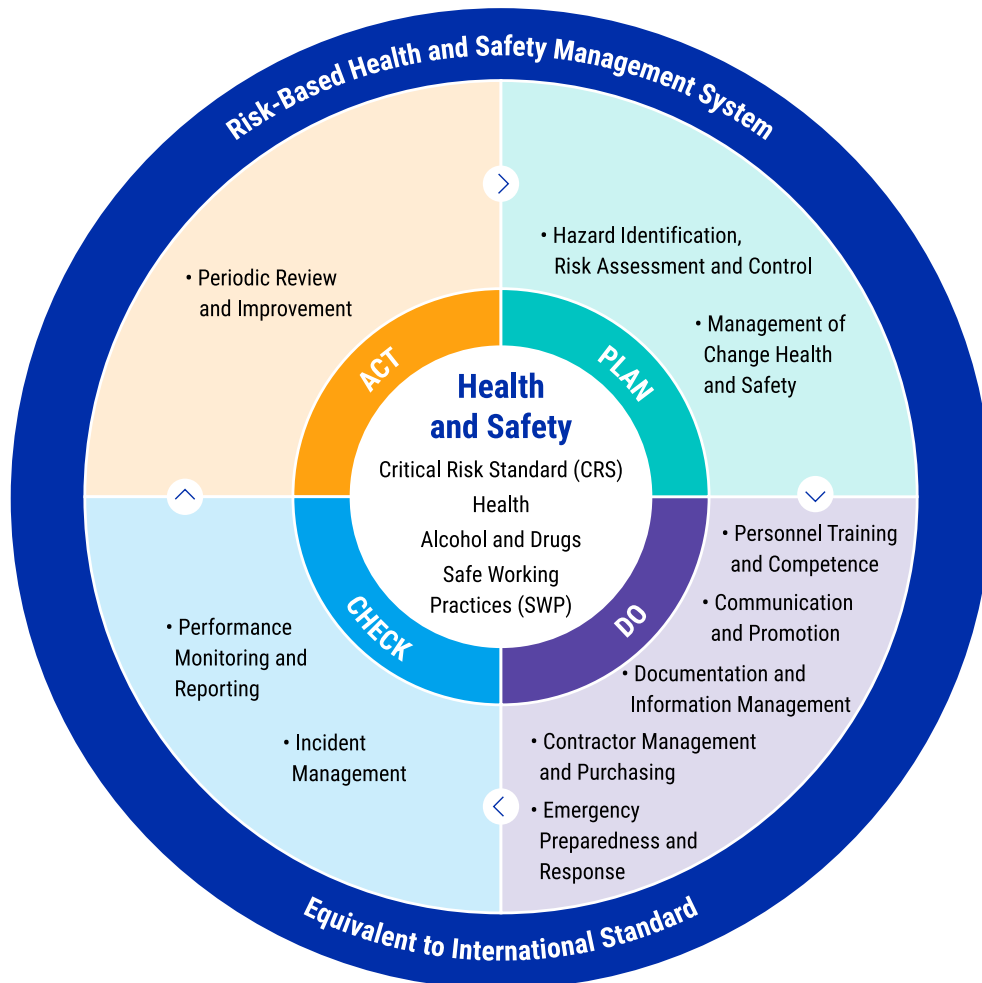 Risk-Based Health and Safety Management System
• Hazard Identification,
Risk Assessment and Control
• Management of
Change Health
and Safety
PLAN
• Periodic Review
and Improvement
ACT
Health
and Safety
Critical Risk Standard (CRS)
Health
Alcohol and Drugs
Safe Working
Practices (SWP)
• Personnel Training
and Competence
• Communication
and Promotion
• Documentation and
Information Management
• Contractor Management
and Purchasing
• Emergency
Preparedness and
Response
DO
CHECK
• Performance
Monitoring and
Reporting
• Incident
Management
Equivalent to International Standard